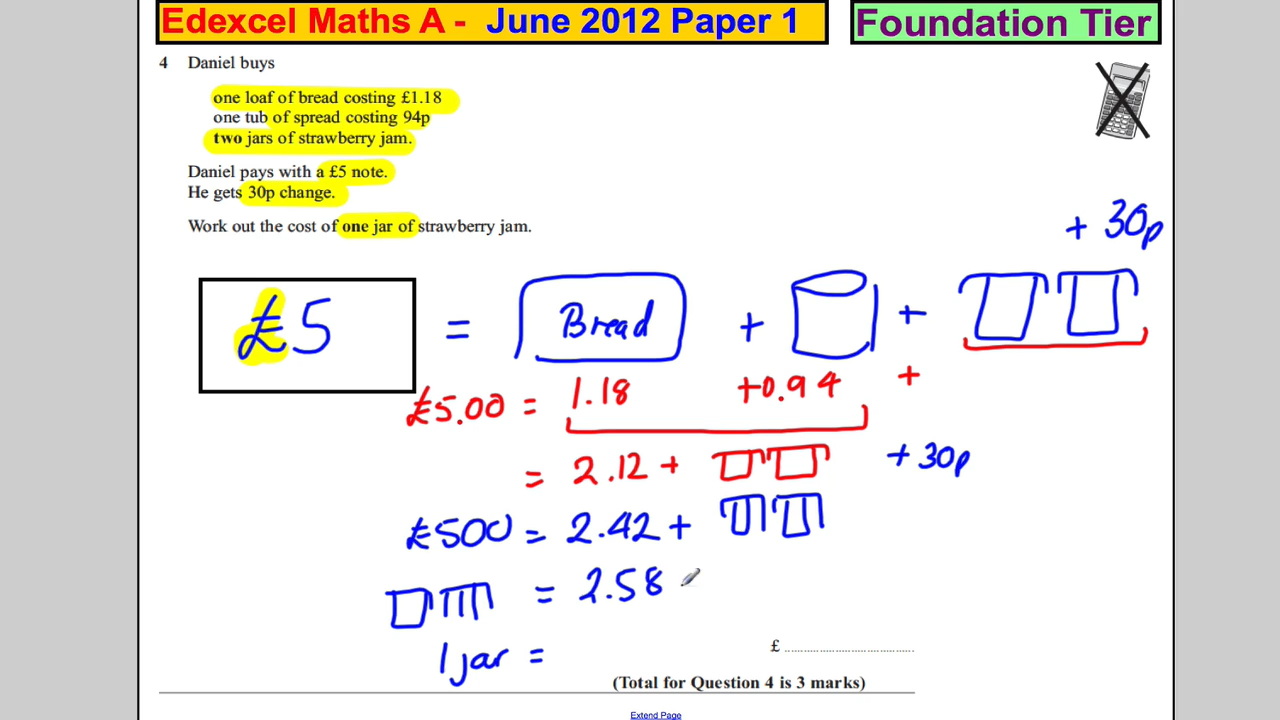 Edexcel Maths A - June 2012 Paper 1
Foundation Tier
4 Daniel buys
one loaf of bread costing £1.18
one tub of spread costing 94p
two jars of strawberry jam.
Daniel pays with a £5 note.
He gets 30p change.
Work out the cost of one jar of strawberry jam.
+ 30p
£5 = Bread + +
£5.00 = 1.18 +0.94 +
= 2.12 + + 30p
£500 = 2.42 +
= 2.58
1 jar =
£ ..........................................
(Total for Question 4 is 3 marks)
Extend Page